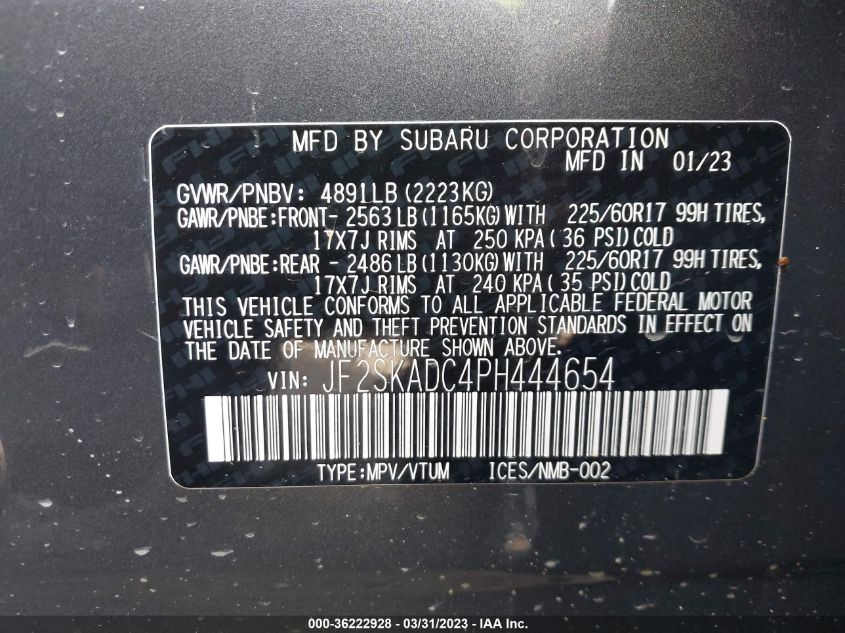 MFD BY SUBARU CORPORATION
MFD IN 01/23
GVWR/PNBV: 4891LB(2223KG)
GAWR/PNBE:FRONT- 2563LB(1165KG)WITH 225/60R17 99H TIRES,
17X7J RIMS AT 250 KPA(36 PSI)COLD
GAWR/PNBE:REAR - 2486LB(1130KG)WITH 225/60R17 99H TIRES,
17X7J RIMS AT 240 KPA(35 PSI)COLD
THIS VEHICLE CONFORMS TO ALL APPLICABLE FEDERAL MOTOR
VEHICLE SAFETY AND THEFT PREVENTION STANDARDS IN EFFECT ON
THE DATE OF MANUFACTURE SHOWN ABOVE.
VIN: JF2SKADC4PH444654
TYPE:MPV/VTUM ICES/NMB-002
000-36222928 - 03/31/2023 - IAA Inc.